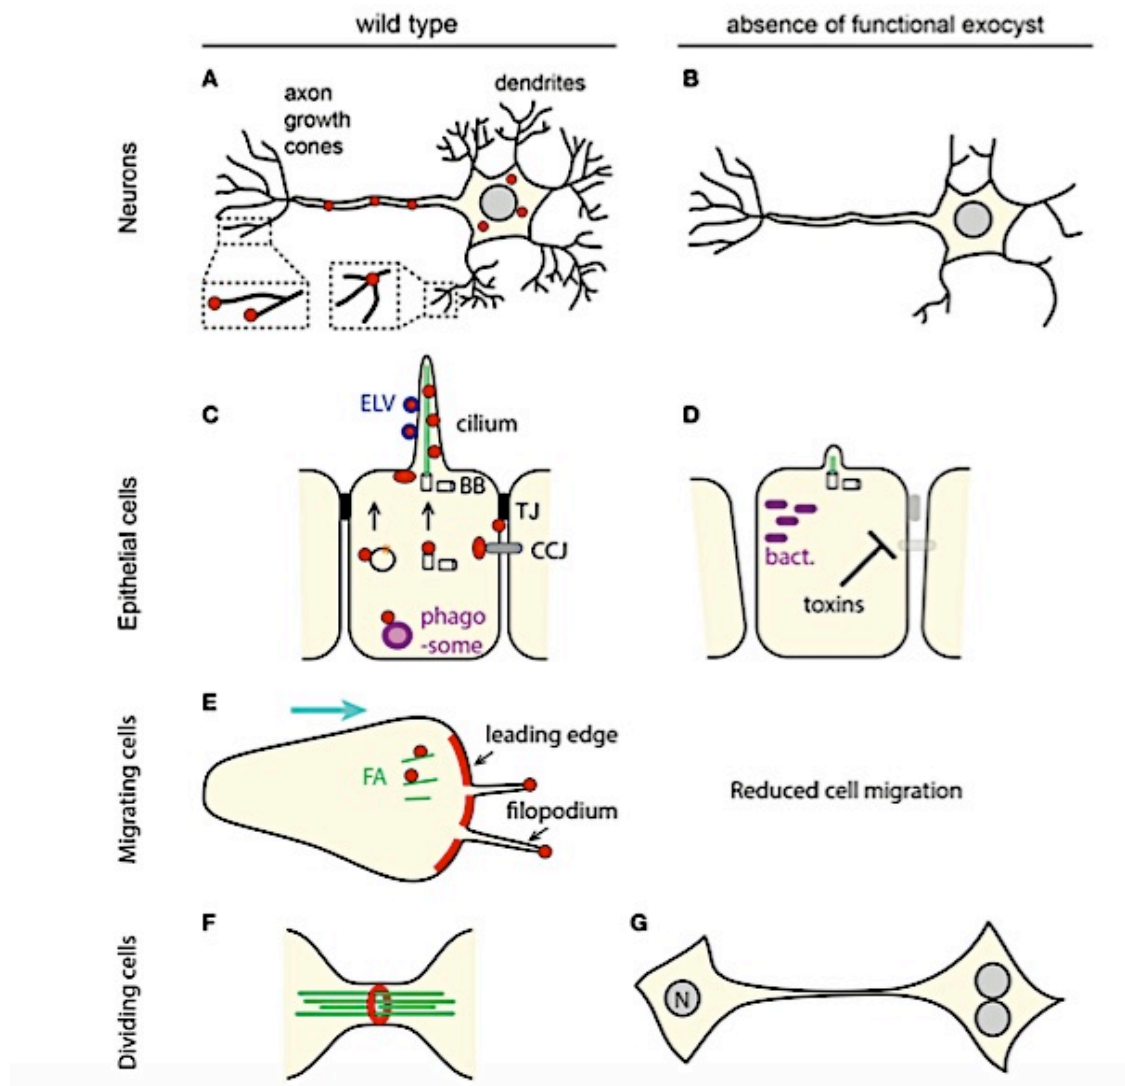 wild type
absence of functional exocyst
Neurons
A
axon
growth
cones
dendrites
B
Epithelial cells
C
ELV
cilium
BB
TJ
CCJ
phago
-some
D
bact.
toxins
Migrating cells
E
leading edge
FA
filopodium
Reduced cell migration
Dividing cells
F
G
N